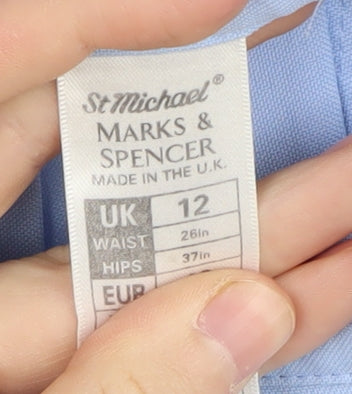 St Michael®
MARKS &
SPENCER
MADE IN THE U.K.
UK 12
WAIST 26in
HIPS 37in
EUR